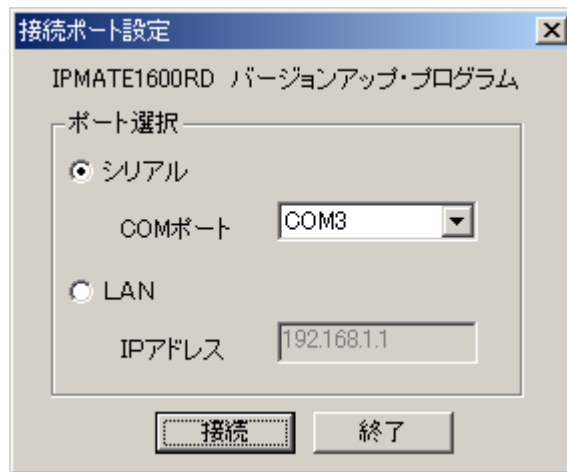 接続ポート設定
IPMATE1600RD バージョンアップ・プログラム
ポート選択
シリアル
COMポート COM3
LAN
IPアドレス 192.168.1.1
接続 終了